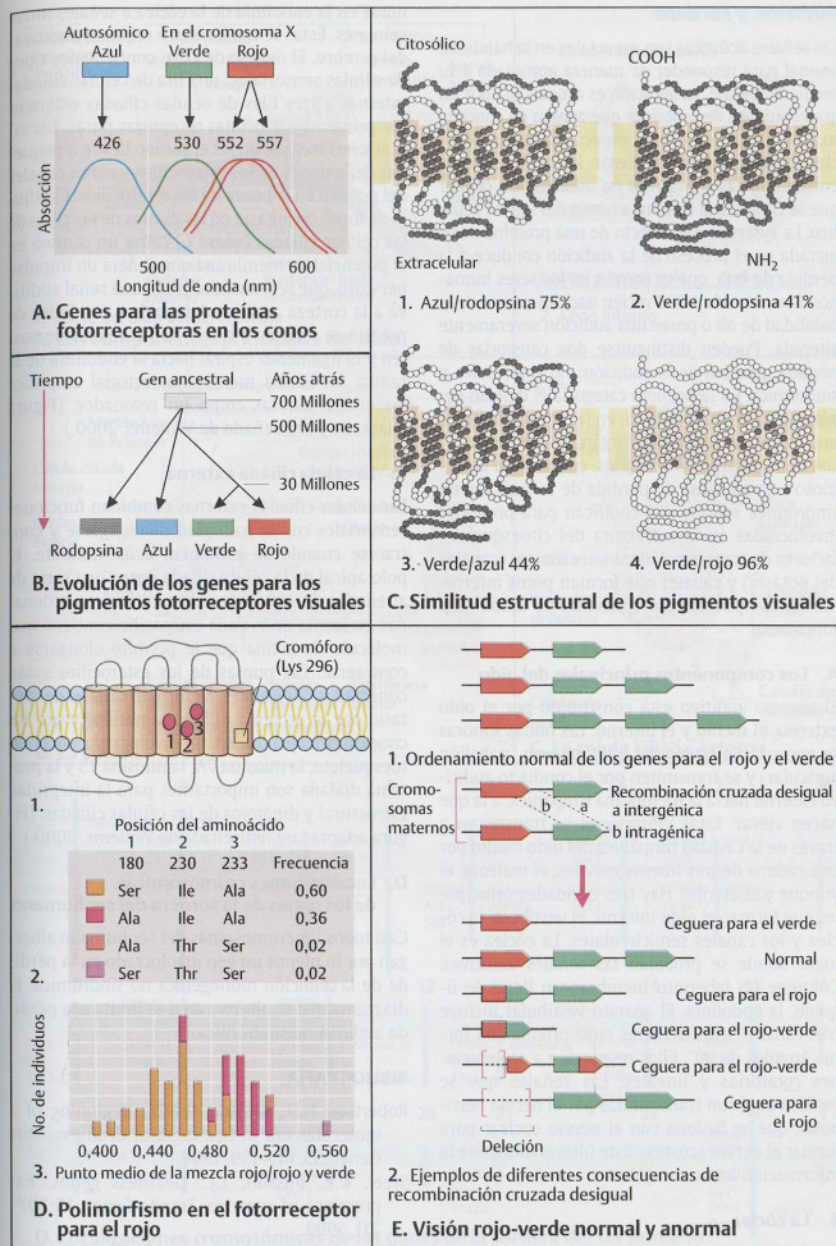 Autosómico
En el cromosoma X
Azul
Verde
Rojo
426
530
552
557
Absorción
500
600
Longitud de onda (nm)
A. Genes para las proteínas
fotorreceptoras en los conos
Tiempo
Gen ancestral
Años atrás
700 Millones
500 Millones
30 Millones
Rodopsina
Azul
Verde
Rojo
B. Evolución de los genes para los
pigmentos fotorreceptores visuales
Citosólico
COOH
Extracelular
NH2
1. Azul/rodopsina 75%
2. Verde/rodopsina 41%
3. Verde/azul 44%
4. Verde/rojo 96%
C. Similitud estructural de los pigmentos visuales
Cromóforo
(Lys 296)
1
2
3
1.
Posición del aminoácido
1 2 3
180 230 233 Frecuencia
Ser Ile Ala 0,60
Ala Ile Ala 0,36
Ala Thr Ser 0,02
Ser Thr Ser 0,02
2.
No. de individuos
0,400 0,440 0,480 0,520 0,560
3. Punto medio de la mezcla rojo/rojo y verde
D. Polimorfismo en el fotorreceptor
para el rojo
1. Ordenamiento normal de los genes para el rojo y el verde
Cromo-
somas
maternos
a
Recombinación cruzada desigual
intergénica
b intragénica
Ceguera para el verde
Normal
Ceguera para el rojo
Ceguera para el rojo-verde
Ceguera para el rojo-verde
Ceguera para
el rojo
Deleción
2. Ejemplos de diferentes consecuencias de
recombinación cruzada desigual
E. Visión rojo-verde normal y anormal